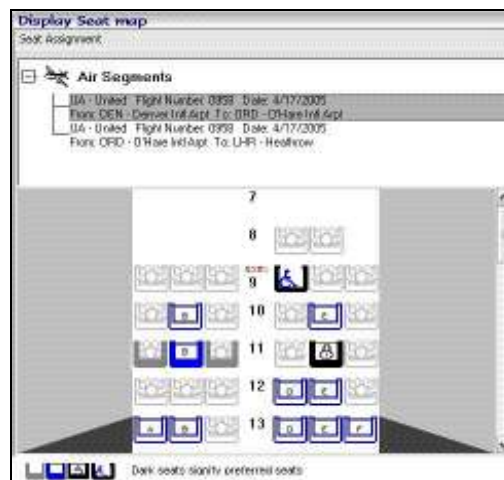 Display Seat map
Seat Assignment
Air Segments
UA - United Flight Number: 0958 Date: 4/17/2005
From: DEN - Denver Intl Arpt To: ORD - O'Hare Intl Arpt
UA - United Flight Number: 0958 Date: 4/17/2005
From: ORD - O'Hare Intl Arpt To: LHR - Heathrow
7
8
9
B 10 E
B 11
12 D E
A B 13 D E F
Dark seats signify preferred seats